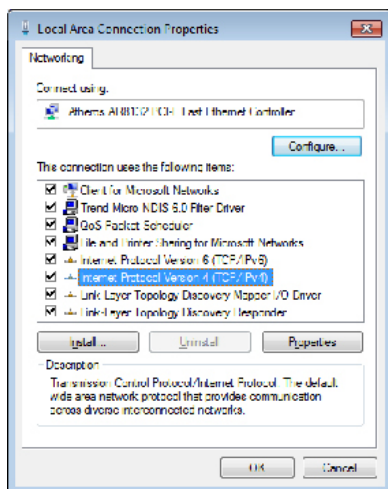 Local Area Connection Properties
Networking
Connect using:
Atheros AR8132 PCI-E Fast Ethernet Controller
Configure...
This connection uses the following items:
Client for Microsoft Networks
Trend Micro NDIS 6.0 Filter Driver
QoS Packet Scheduler
File and Printer Sharing for Microsoft Networks
Internet Protocol Version 6 (TCP/IPv6)
Internet Protocol Version 4 (TCP/IPv4)
Link-Layer Topology Discovery Mapper I/O Driver
Link-Layer Topology Discovery Responder
Install...
Uninstall
Properties
Description
Transmission Control Protocol/Internet Protocol. The default
wide area network protocol that provides communication
across diverse interconnected networks.
OK
Cancel